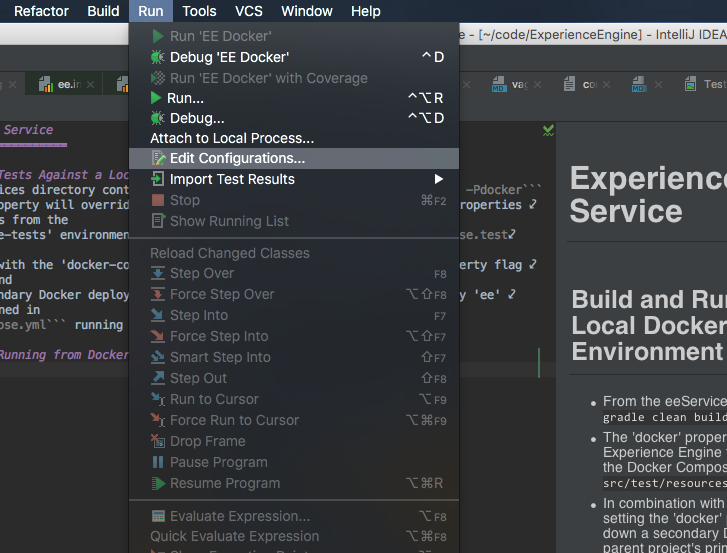 Refactor Build Run Tools VCS Window Help
e - [~/code/ExperienceEngine] - IntelliJ IDEA
ee.in
vag
co
Test
Run 'EE Docker'
Debug 'EE Docker' ^D
Run 'EE Docker' with Coverage
Run... ^⌥R
Debug... ^⌥D
Attach to Local Process...
Edit Configurations...
Import Test Results ▶
Stop ⌘F2
Show Running List
Reload Changed Classes
Step Over F8
Force Step Over ⌥⇧F8
Step Into F7
Force Step Into ⌥⇧F7
Smart Step Into ⇧F7
Step Out ⇧F8
Run to Cursor ⌥F9
Force Run to Cursor ⌥⌘F9
Drop Frame
Pause Program
Resume Program ⌥⌘R
Evaluate Expression... ⌥F8
Quick Evaluate Expression ⌥⌘F8
Service
Tests Against a Loc
ices directory cont -Pdocker```
operty will overrid roperties
s from the
e-tests' environme se.test
with the 'docker-co erty flag
nd
ndary Docker deploy y 'ee'
ned in
ose.yml``` running
Running from Docker
Experience
Service
Build and Run
Local Docker
Environment
• From the eeService
gradle clean build
• The 'docker' proper
Experience Engine
the Docker Compos
src/test/resources
• In combination with
setting the 'docker'
down a secondary D
parent project's prim